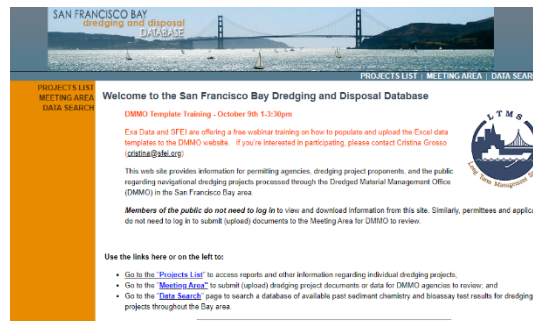 SAN FRANCISCO BAY
dredging and disposal
DATABASE
PROJECTS LIST | MEETING AREA | DATA SEAR
PROJECTS LIST
MEETING AREA
DATA SEARCH
Welcome to the San Francisco Bay Dredging and Disposal Database
DMMO Template Training - October 9th 1-3:30pm
Exa Data and SFEI are offering a free webinar training on how to populate and upload the Excel data
templates to the DMMO website. If you're interested in participating, please contact Cristina Grosso
(cristina@sfei.org)
This web site provides information for permitting agencies, dredging project proponents, and the public
regarding navigational dredging projects processed through the Dredged Material Management Office
(DMMO) in the San Francisco Bay area.
Members of the public do not need to log in to view and download information from this site. Similarly, permittees and applica
do not need to log in to submit (upload) documents to the Meeting Area for DMMO to review.
LTMS
Long Term Management S
Use the links here or on the left to:
• Go to the "Projects List" to access reports and other information regarding individual dredging projects;
• Go to the "Meeting Area" to submit (upload) dredging project documents or data for DMMO agencies to review; and
• Go to the "Data Search" page to search a database of available past sediment chemistry and bioassay test results for dredging
projects throughout the Bay area.